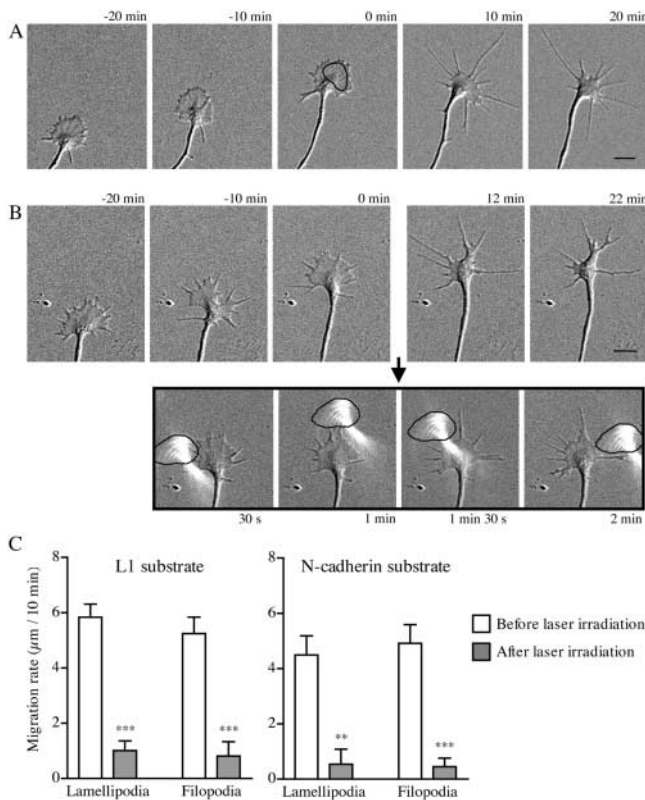 A
-20 min
-10 min
0 min
10 min
20 min
B
-20 min
-10 min
0 min
12 min
22 min
30 s
1 min
1 min 30 s
2 min
C
L1 substrate
N-cadherin substrate
Migration rate (µm / 10 min)
8
6
4
2
0
***
***
Lamellipodia
Filopodia
8
6
4
2
0
**
***
Lamellipodia
Filopodia
Before laser irradiation
After laser irradiation